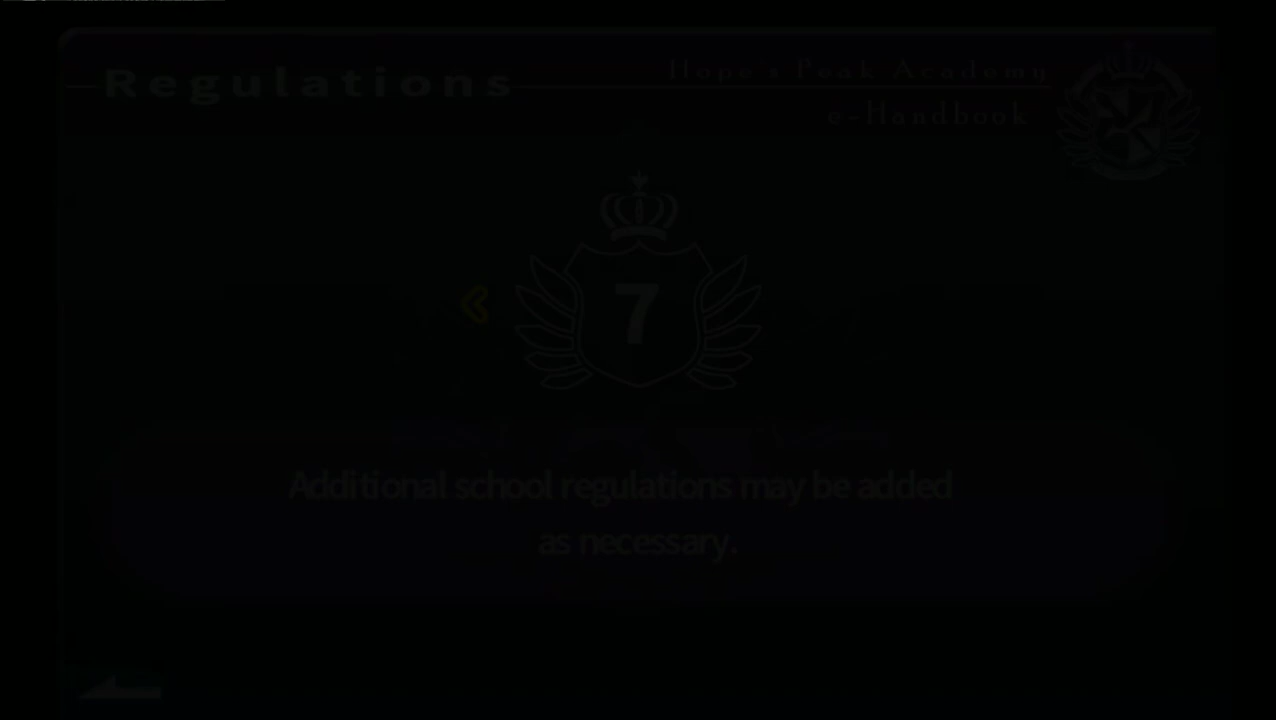 Regulations
Hope's Peak Academy
e-Handbook
7
Additional school regulations may be added
as necessary.